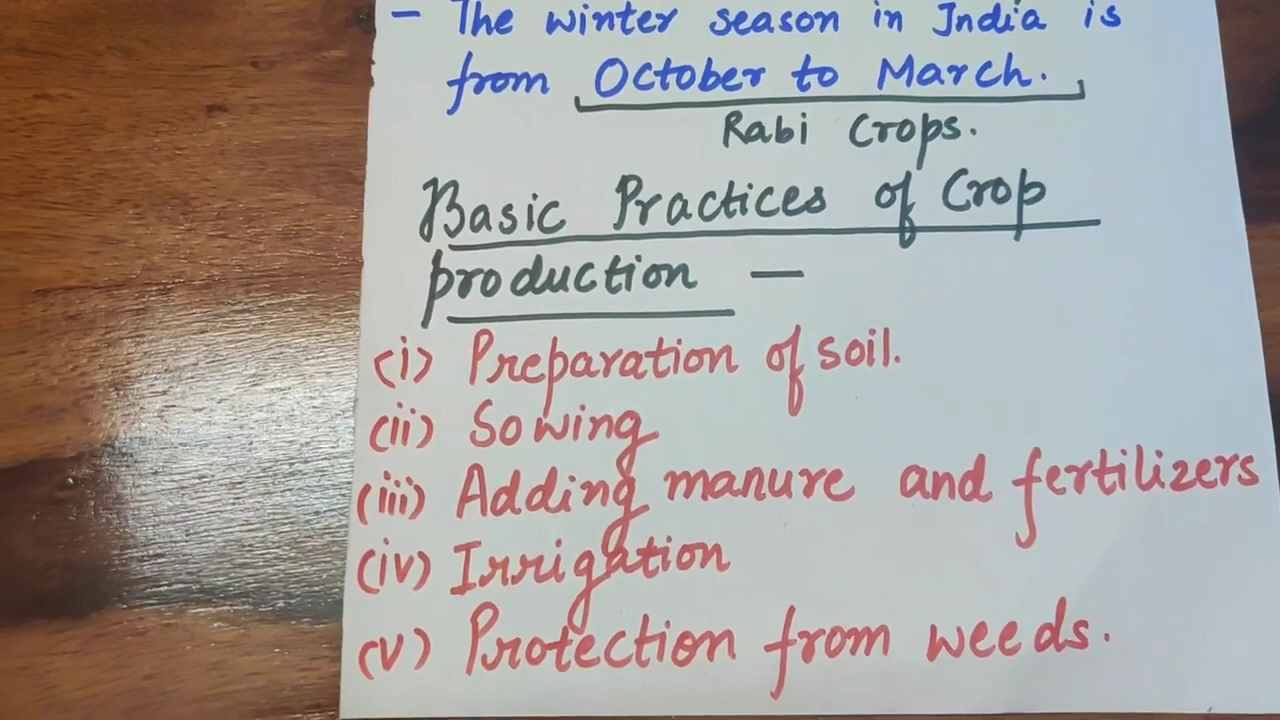 - The winter season in India is
from October to March.
Rabi Crops.
Basic Practices of Crop
production -
(i) Preparation of soil.
(ii) Sowing
(iii) Adding manure and fertilizers
(iv) Irrigation
(v) Protection from weeds.